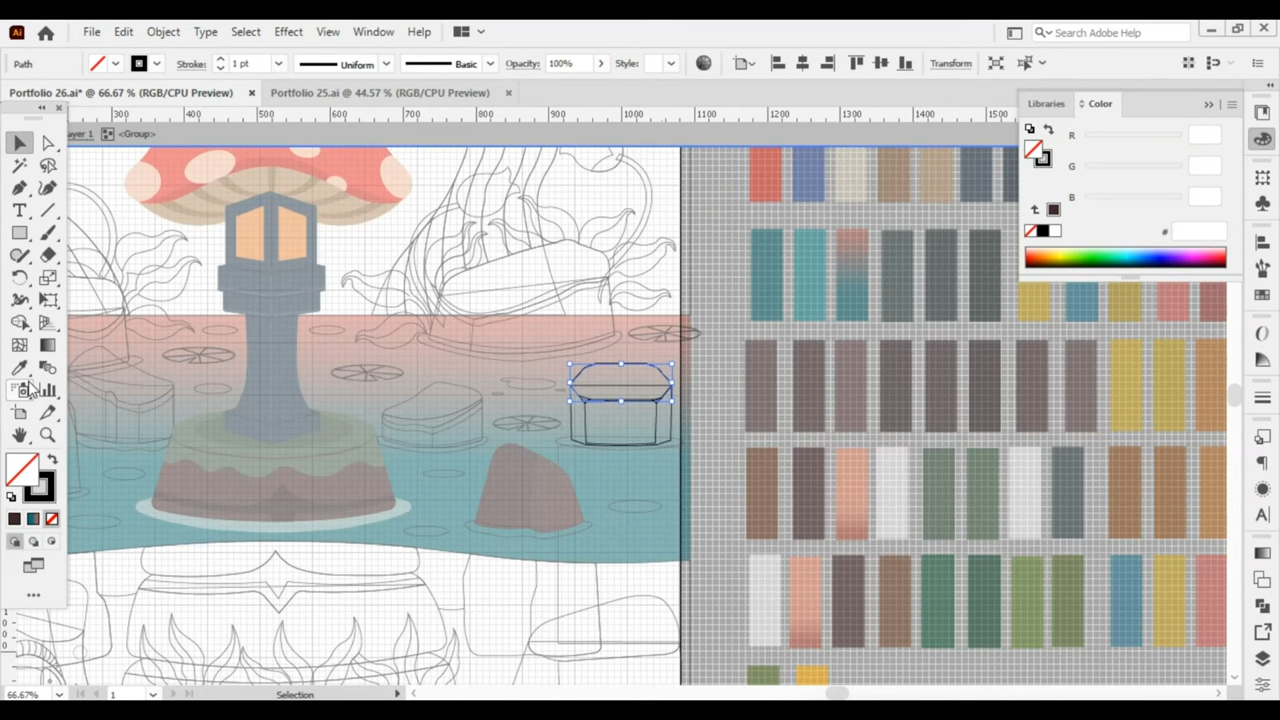 Ai File Edit Object Type Select Effect View Window Help Search Adobe Help
Path Stroke: 1 pt Uniform Basic Opacity: 100% Style: Transform
Portfolio 26.ai* @ 66.67 % (RGB/CPU Preview) × Portfolio 25.ai @ 44.57 % (RGB/CPU Preview) ×
Libraries Color
300 400 500 600 700 800 900 1000 1100 1200 1300 1400 1500
ayer 1 <Group>
R
G
B
#
66.67% 1 Selection